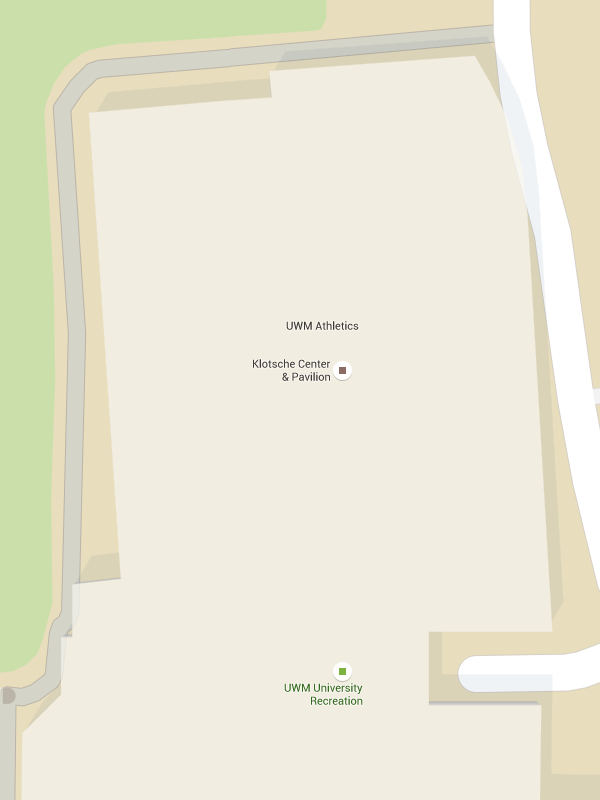 UWM Athletics
Klotsche Center
& Pavilion
UWM University
Recreation